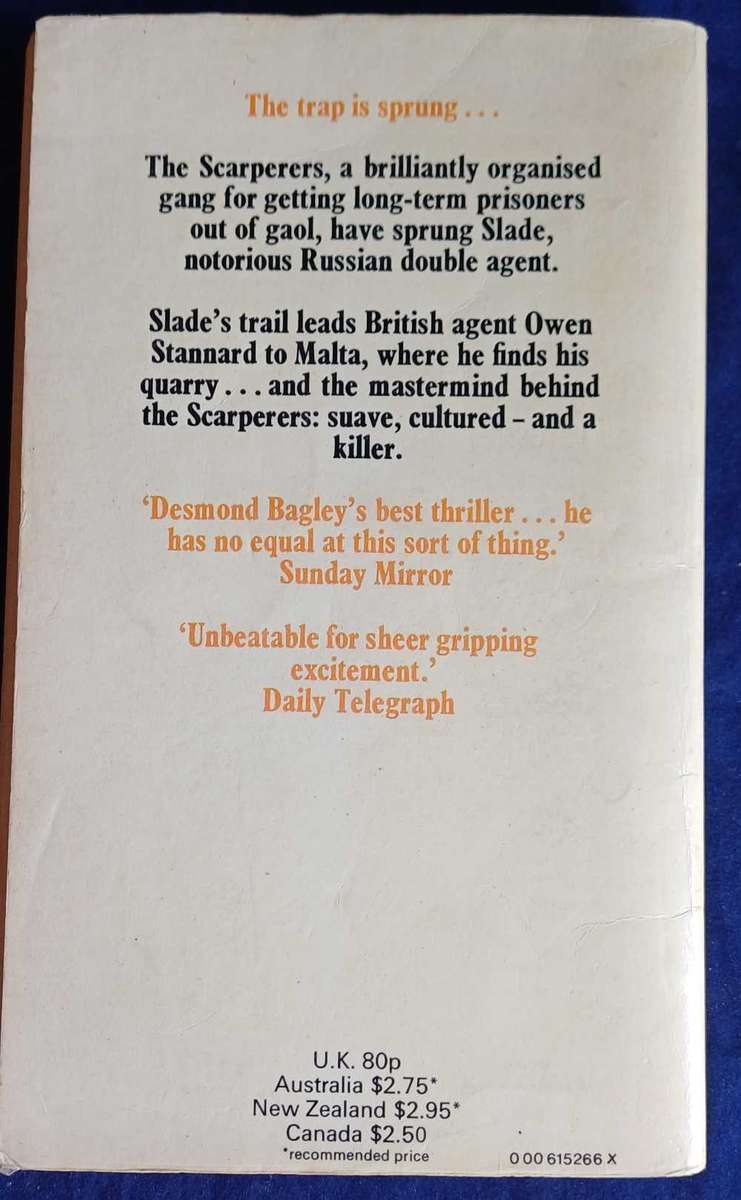 The trap is sprung...
The Scarperers, a brilliantly organised
gang for getting long-term prisoners
out of gaol, have sprung Slade,
notorious Russian double agent.
Slade's trail leads British agent Owen
Stannard to Malta, where he finds his
quarry... and the mastermind behind
the Scarperers: suave, cultured – and a
killer.
'Desmond Bagley's best thriller... he
has no equal at this sort of thing.'
Sunday Mirror
'Unbeatable for sheer gripping
excitement.'
Daily Telegraph
U.K. 80p
Australia $2.75*
New Zealand $2.95*
Canada $2.50
*recommended price
0 00 615266 X